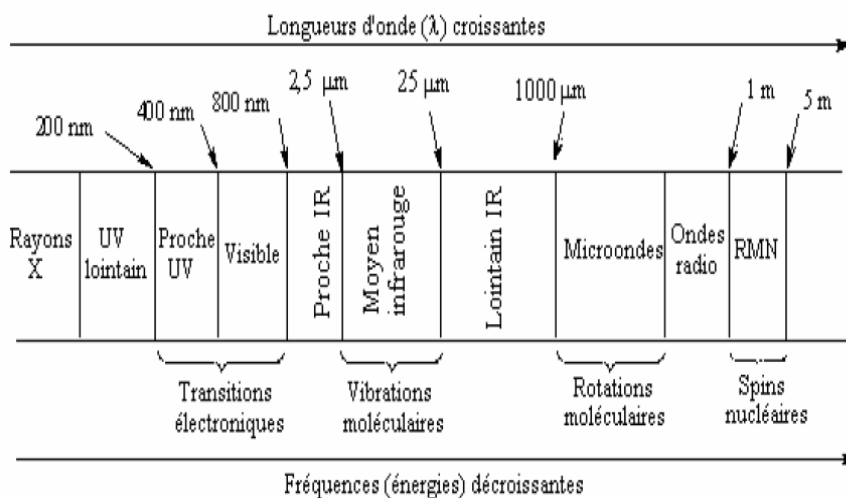 Longueurs d'onde (λ) croissantes
200 nm
400 nm
800 nm
2,5 μm
25 μm
1000 μm
1 m
5 m
Rayons
X
UV
lointain
Proche
UV
Visible
Proche IR
Moyen
infrarouge
Lointain IR
Microondes
Ondes
radio
RMN
Transitions
électroniques
Vibrations
moléculaires
Rotations
moléculaires
Spins
nucléaires
Fréquences (énergies) décroissantes